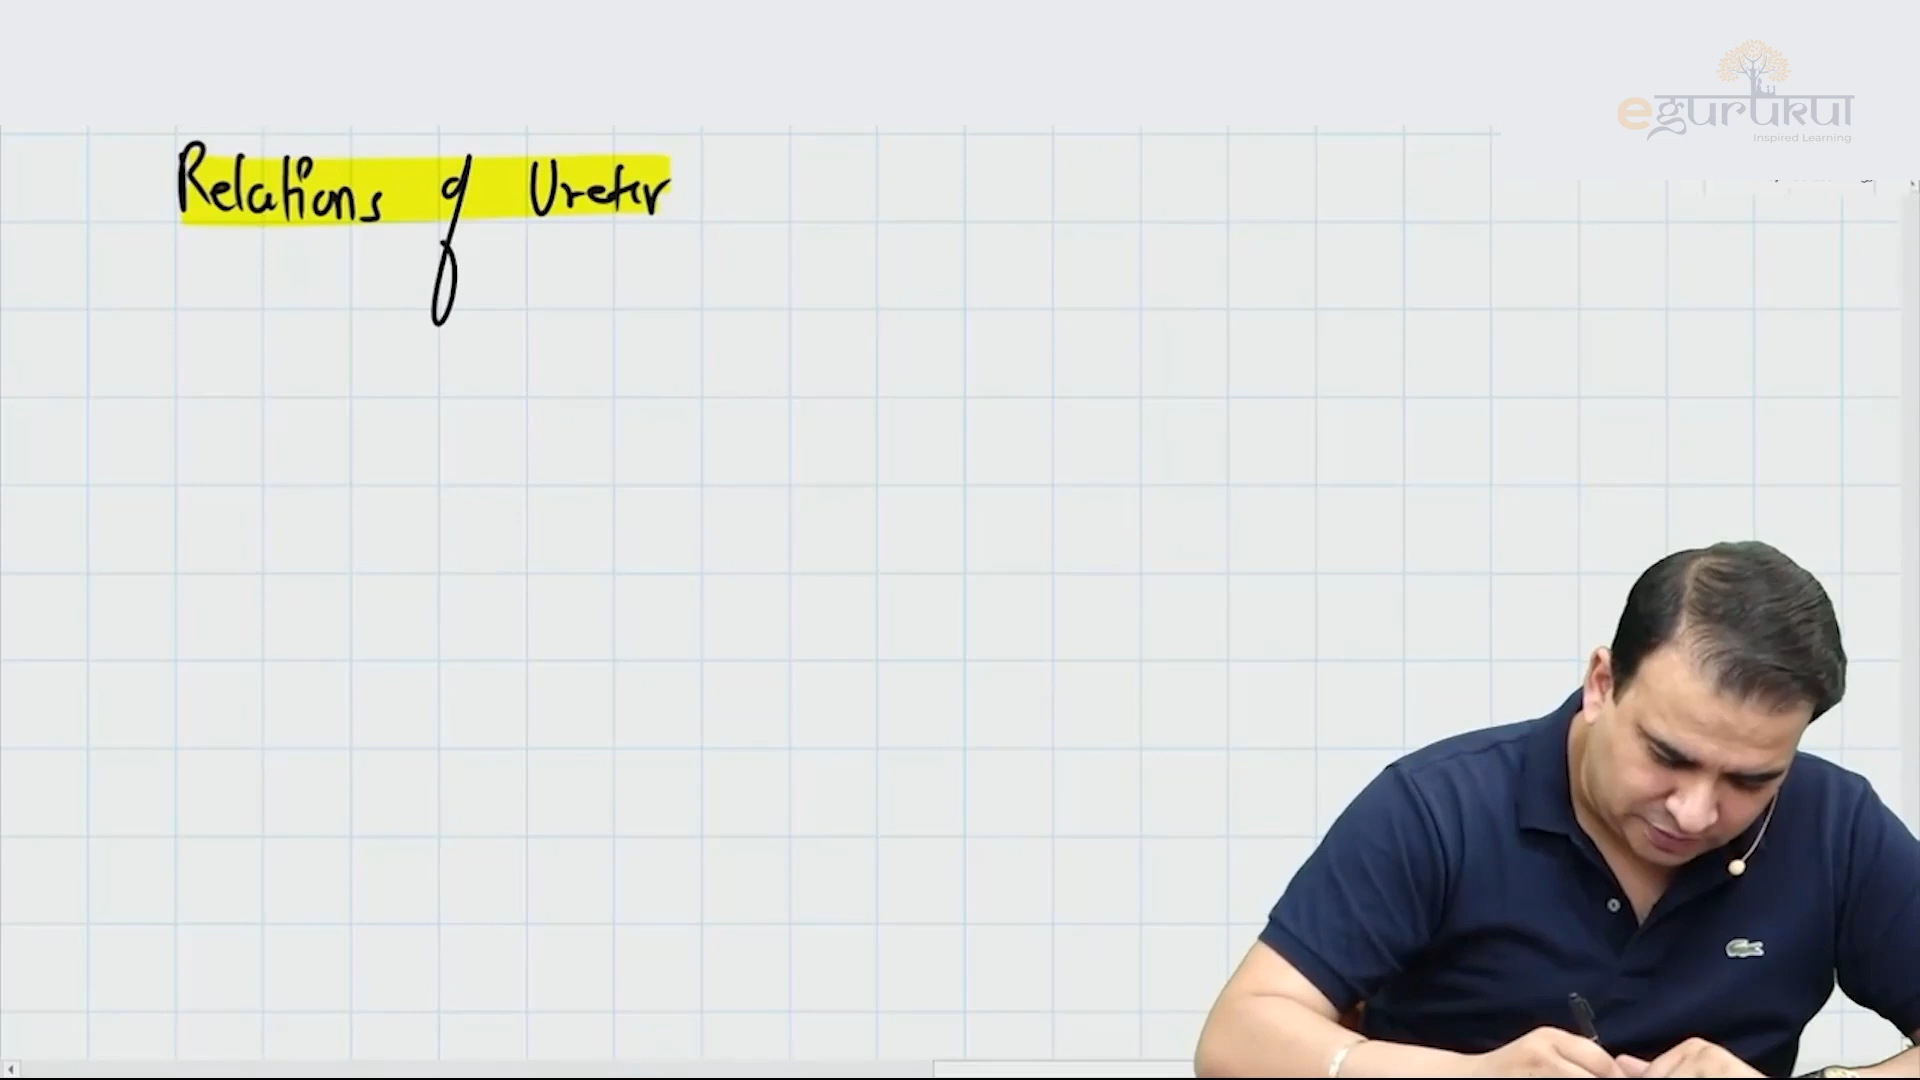 egurukul
Inspired Learning
Relations of Ureter